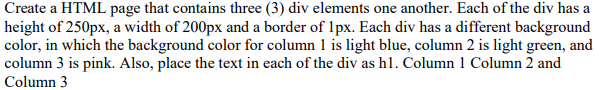 Create a HTML page that contains three (3) div elements one another. Each of the div has a
height of 250px, a width of 200px and a border of 1px. Each div has a different background
color, in which the background color for column 1 is light blue, column 2 is light green, and
column 3 is pink. Also, place the text in each of the div as h1. Column 1 Column 2 and
Column 3